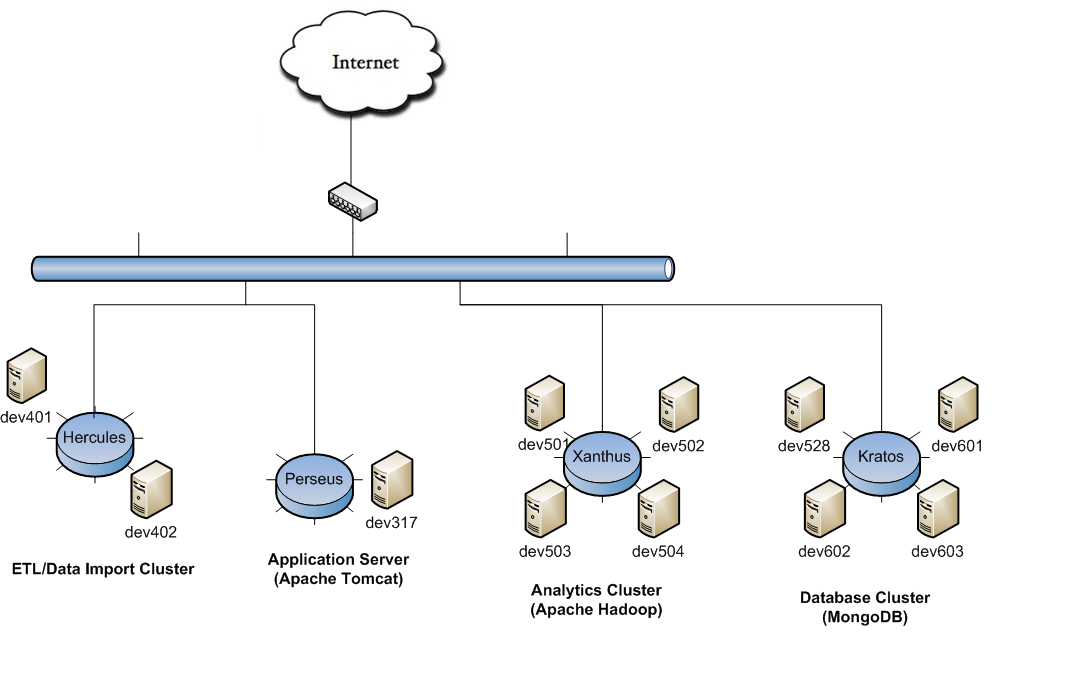 Internet
dev401
Hercules
dev402
ETL/Data Import Cluster
Perseus
dev317
Application Server
(Apache Tomcat)
dev501
dev502
Xanthus
dev503
dev504
Analytics Cluster
(Apache Hadoop)
dev528
dev601
Kratos
dev602
dev603
Database Cluster
(MongoDB)